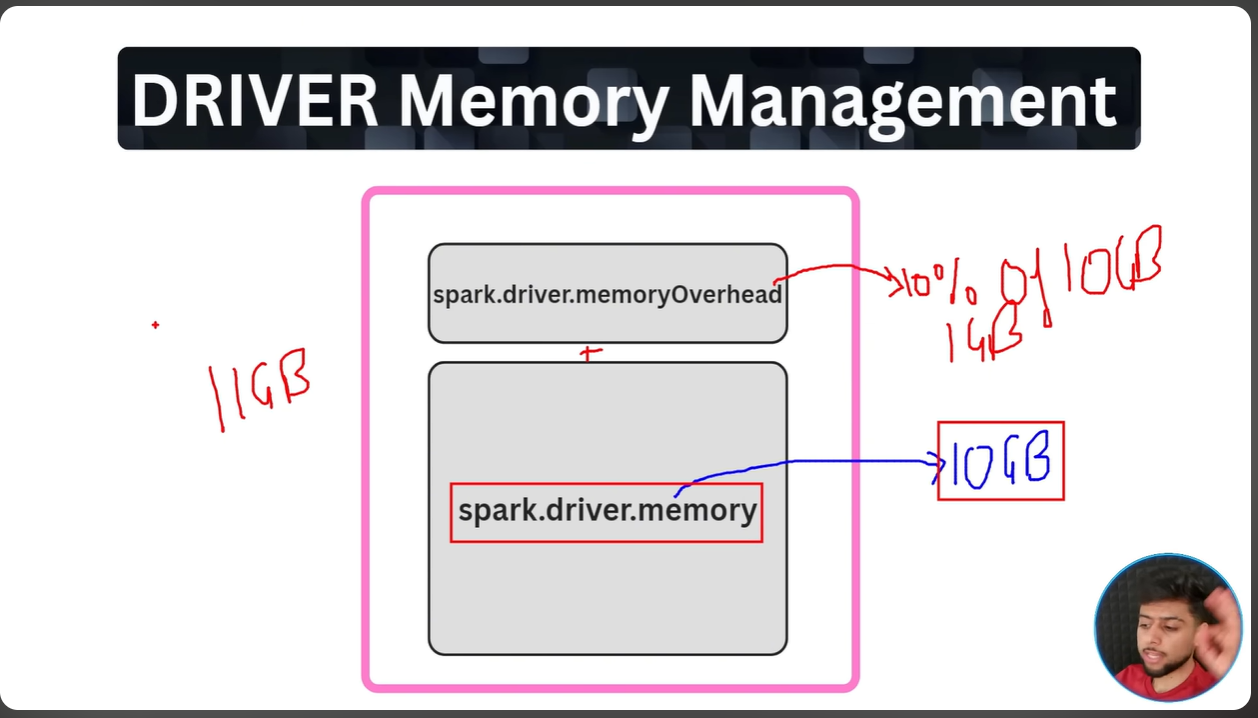 DRIVER Memory Management
spark.driver.memoryOverhead
10% of 10GB
1GB
+
11GB
10GB
spark.driver.memory